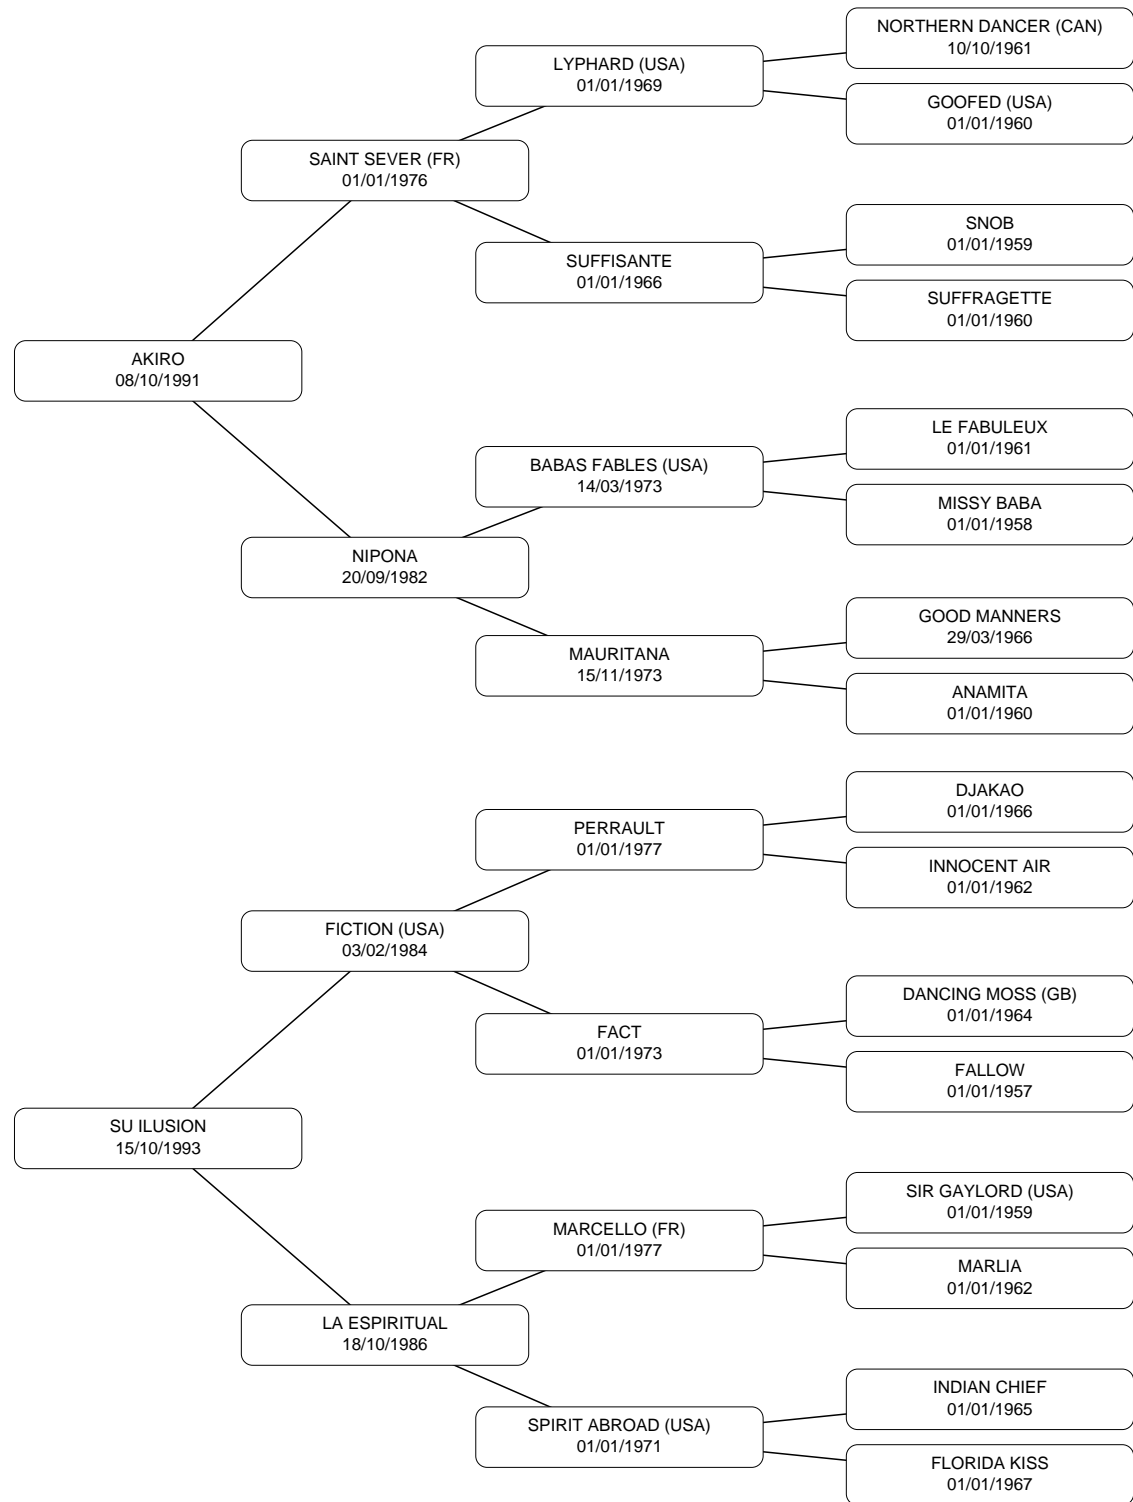 NORTHERN DANCER (CAN)
10/10/1961
LYPHARD (USA)
01/01/1969
GOOFED (USA)
01/01/1960
SAINT SEVER (FR)
01/01/1976
SNOB
01/01/1959
SUFFISANTE
01/01/1966
SUFFRAGETTE
01/01/1960
AKIRO
08/10/1991
LE FABULEUX
01/01/1961
BABAS FABLES (USA)
14/03/1973
MISSY BABA
01/01/1958
NIPONA
20/09/1982
GOOD MANNERS
29/03/1966
MAURITANA
15/11/1973
ANAMITA
01/01/1960
DJAKAO
01/01/1966
PERRAULT
01/01/1977
INNOCENT AIR
01/01/1962
FICTION (USA)
03/02/1984
DANCING MOSS (GB)
01/01/1964
FACT
01/01/1973
FALLOW
01/01/1957
SU ILUSION
15/10/1993
SIR GAYLORD (USA)
01/01/1959
MARCELLO (FR)
01/01/1977
MARLIA
01/01/1962
LA ESPIRITUAL
18/10/1986
INDIAN CHIEF
01/01/1965
SPIRIT ABROAD (USA)
01/01/1971
FLORIDA KISS
01/01/1967